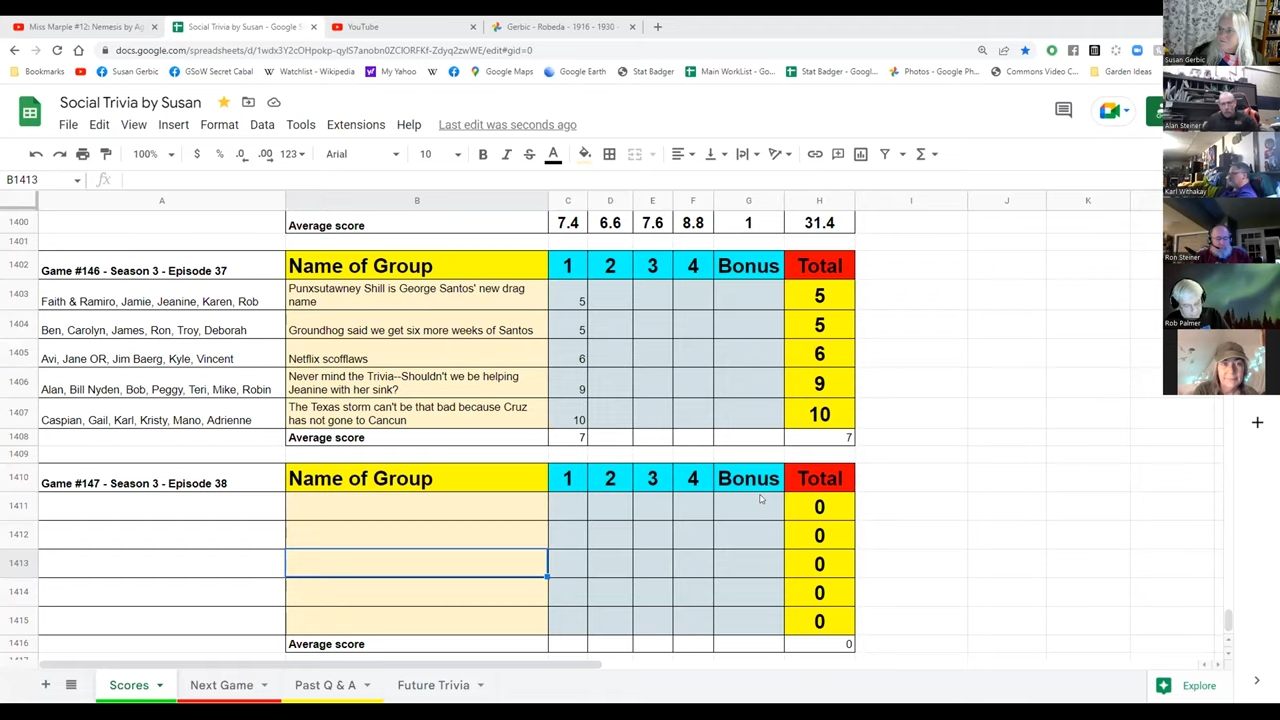 Miss Marple #12: Nemesis by Ag
Social Trivia by Susan - Google S
YouTube
Gerbic - Robeda - 1916 - 1930 -
docs.google.com/spreadsheets/d/
edit#gid=0
Bookmarks
Susan Gerbic
GSoW Secret Cabal
Watchlist - Wikipedia
My Yahoo
Google Maps
Google Earth
Stat Badger
Main WorkList - Go...
Stat Badger - Goo...
Photos - Google Ph...
Commons Video C...
Garden Ideas
Social Trivia by Susan
File Edit View Insert Format Data Tools Extensions Help Last edit was seconds ago
100% $ % .0 .00 123 Arial 10 B I S A
B1413 fx
A B C D E F G H I J K
1400 Average score 7.4 6.6 7.6 8.8 1 31.4
1401
1402 Game #146 - Season 3 - Episode 37 Name of Group 1 2 3 4 Bonus Total
1403 Faith & Ramiro, Jamie, Jeanine, Karen, Rob Punxsutawney Shill is George Santos' new drag
name 5 5
1404 Ben, Carolyn, James, Ron, Troy, Deborah Groundhog said we get six more weeks of Santos 5 5
1405 Avi, Jane OR, Jim Baerg, Kyle, Vincent Netflix scofflaws 6 6
1406 Alan, Bill Nyden, Bob, Peggy, Teri, Mike, Robin Never mind the Trivia--Shouldn't we be helping
Jeanine with her sink? 9 9
1407 Caspian, Gail, Karl, Kristy, Mano, Adrienne The Texas storm can't be that bad because Cruz
has not gone to Cancun 10 10
1408 Average score 7 7
1409
1410 Game #147 - Season 3 - Episode 38 Name of Group 1 2 3 4 Bonus Total
1411 0
1412 0
1413 0
1414 0
1415 0
1416 Average score 0
Scores Next Game Past Q & A Future Trivia Explore
Susan Gerbic
Alan Steiner
Karl Withakay
Ron Steiner
Rob Palmer